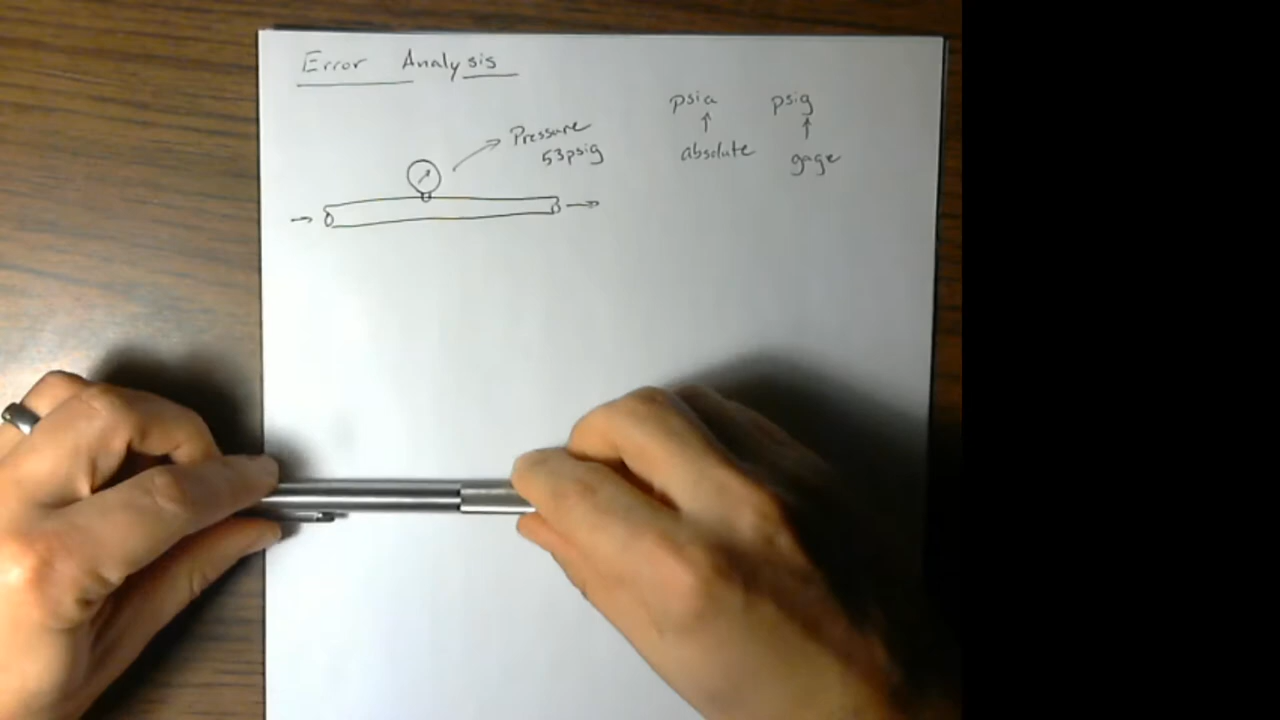 Error Analysis
Pressure
53psig
psia psig
absolute gage